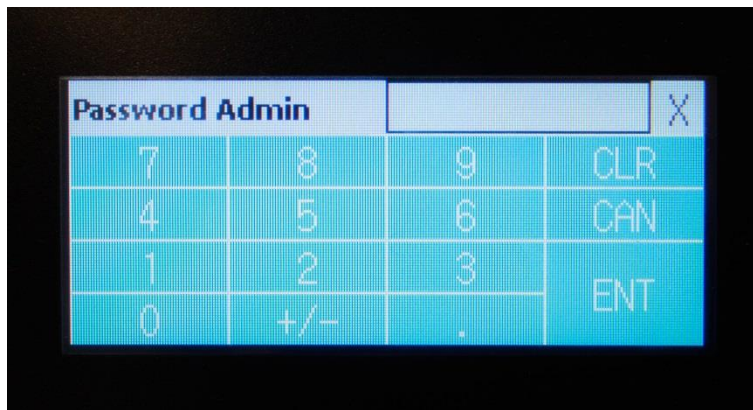 Password Admin X
7 8 9 CLR
4 5 6 CAN
1 2 3
ENT
0 +/- .